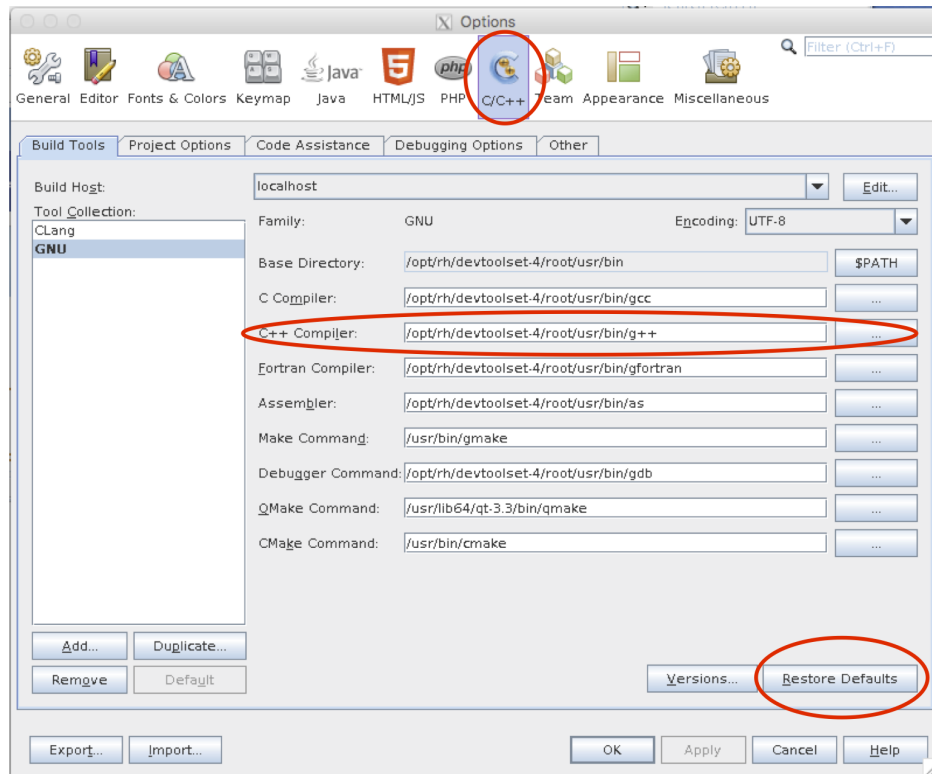 X Options
Filter (Ctrl+F)
Java
5
php
C
General Editor Fonts & Colors Keymap Java HTML/JS PHP C/C++ Team Appearance Miscellaneous
Build Tools Project Options Code Assistance Debugging Options Other
Build Host: localhost Edit...
Tool Collection:
CLang
GNU
Family: GNU Encoding: UTF-8
Base Directory: /opt/rh/devtoolset-4/root/usr/bin $PATH
C Compiler: /opt/rh/devtoolset-4/root/usr/bin/gcc ...
C++ Compiler: /opt/rh/devtoolset-4/root/usr/bin/g++ ...
Fortran Compiler: /opt/rh/devtoolset-4/root/usr/bin/gfortran ...
Assembler: /opt/rh/devtoolset-4/root/usr/bin/as ...
Make Command: /usr/bin/gmake ...
Debugger Command: /opt/rh/devtoolset-4/root/usr/bin/gdb ...
QMake Command: /usr/lib64/qt-3.3/bin/qmake ...
CMake Command: /usr/bin/cmake ...
Add... Duplicate...
Remove Default
Versions... Restore Defaults
Export... Import...
OK Apply Cancel Help